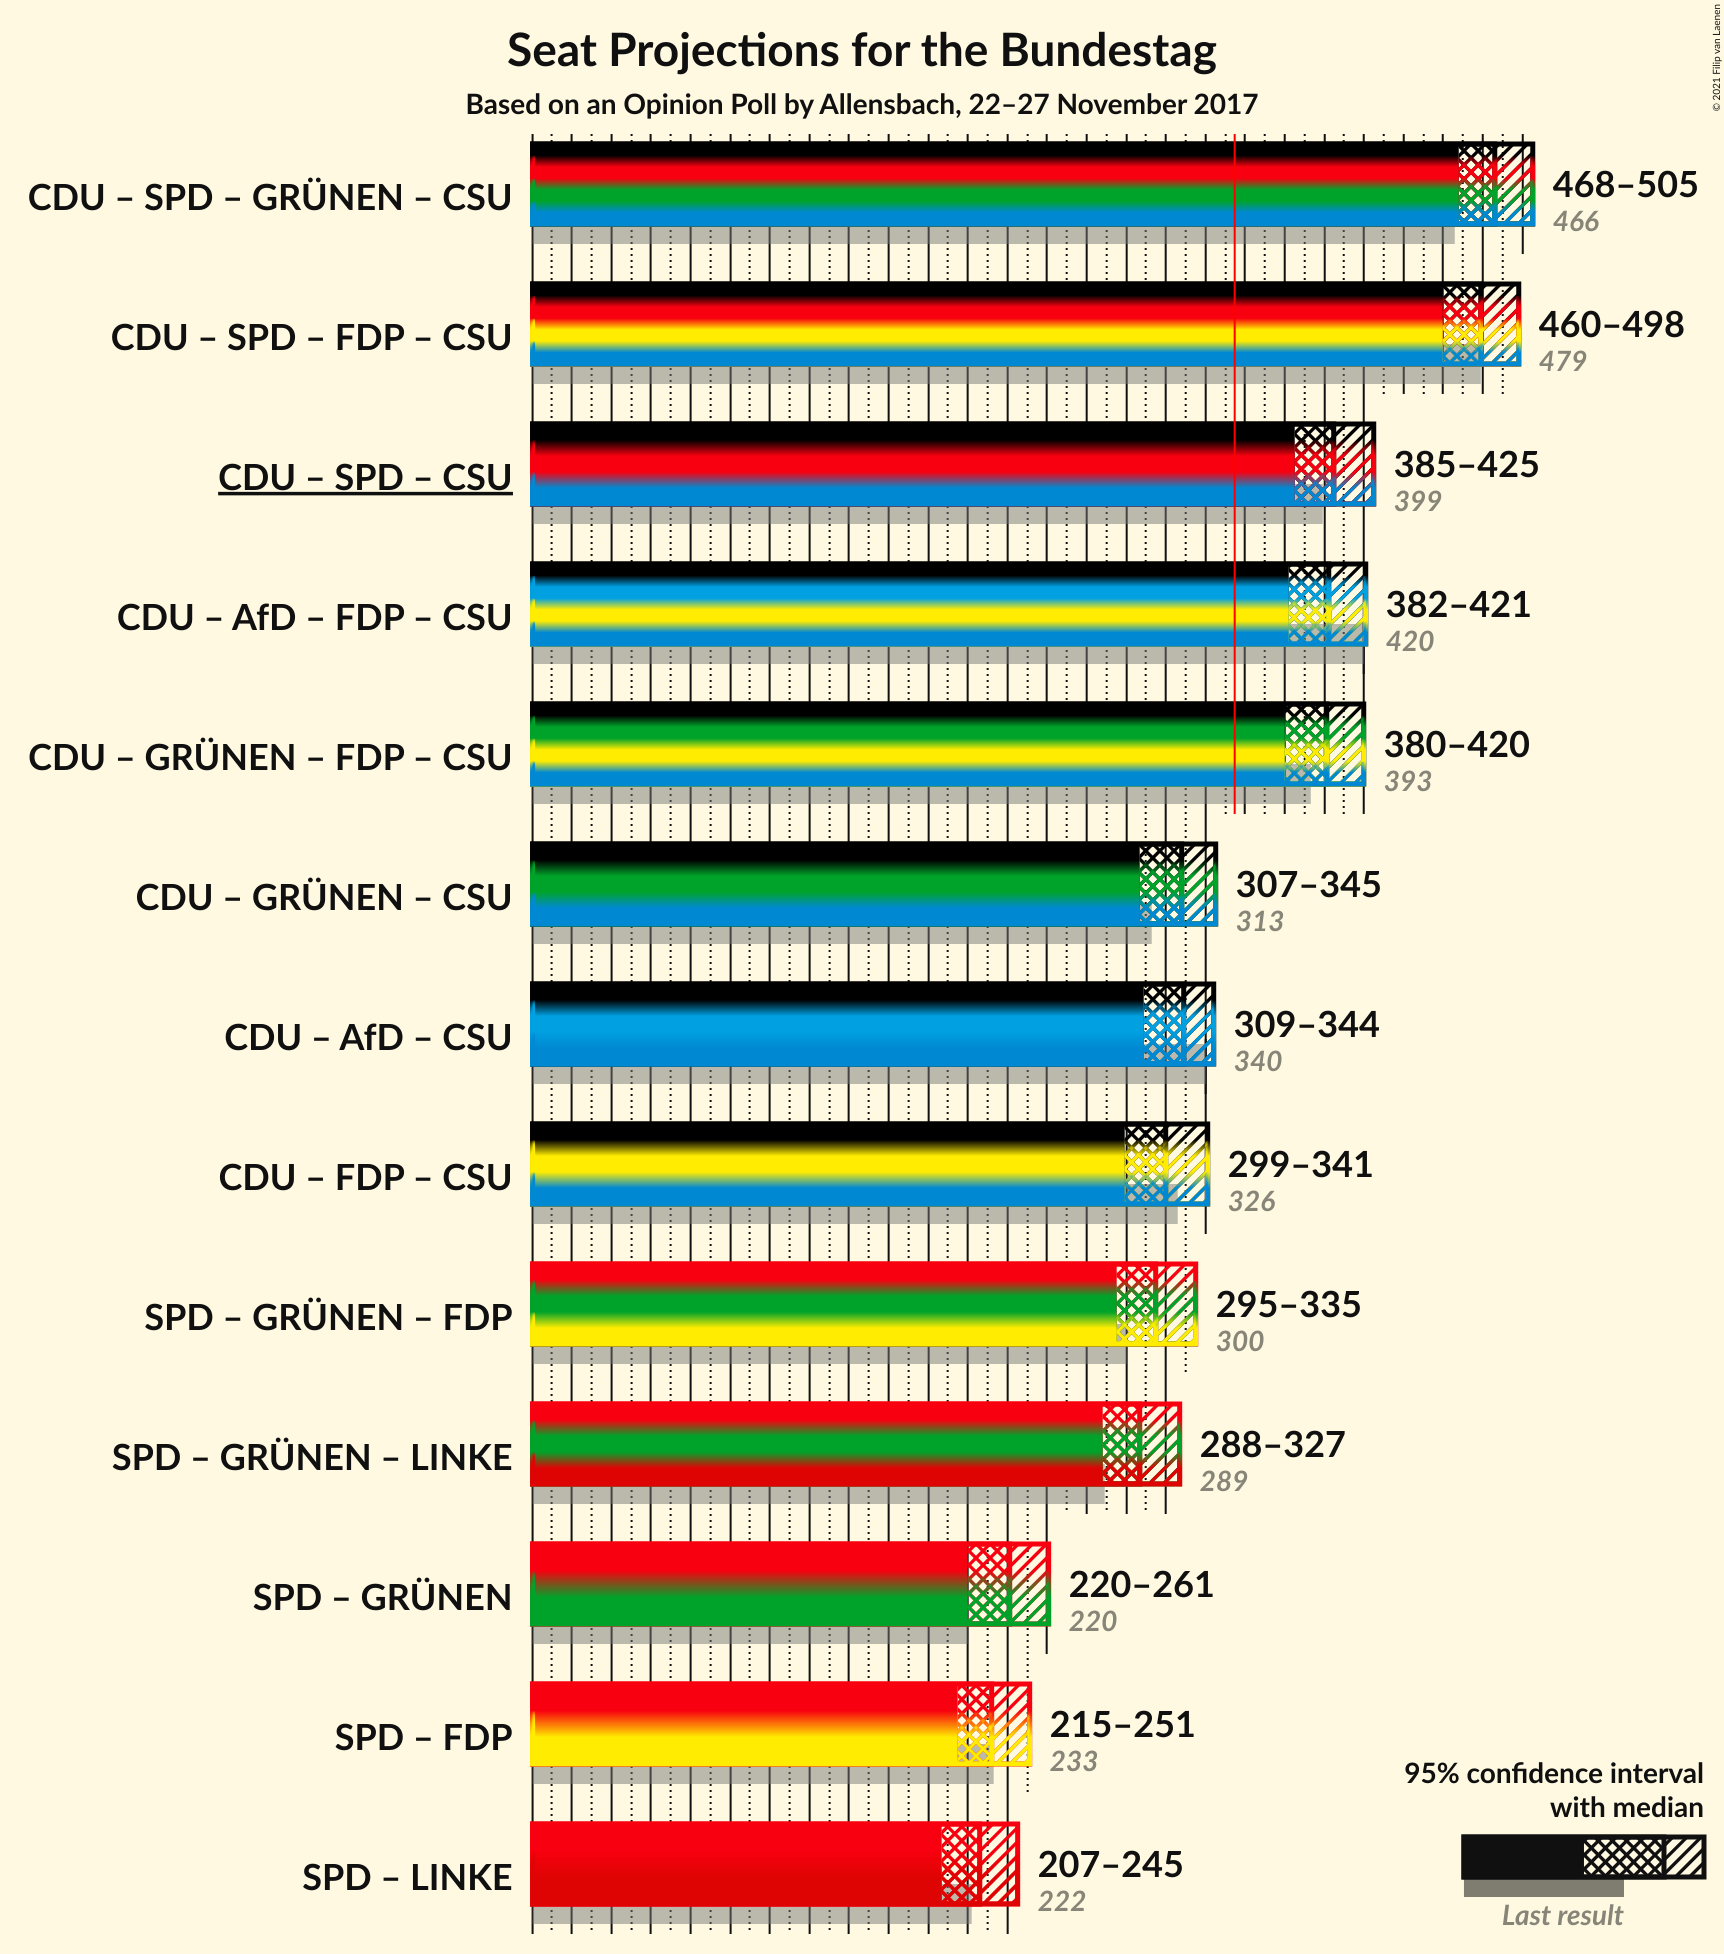 © 2021 Filip van Laenen
Seat Projections for the Bundestag
Based on an Opinion Poll by Allensbach, 22–27 November 2017
CDU – SPD – GRÜNEN – CSU
468–505
466
CDU – SPD – FDP – CSU
460–498
479
CDU – SPD – CSU
385–425
399
CDU – AfD – FDP – CSU
382–421
420
CDU – GRÜNEN – FDP – CSU
380–420
393
CDU – GRÜNEN – CSU
307–345
313
CDU – AfD – CSU
309–344
340
CDU – FDP – CSU
299–341
326
SPD – GRÜNEN – FDP
295–335
300
SPD – GRÜNEN – LINKE
288–327
289
SPD – GRÜNEN
220–261
220
SPD – FDP
215–251
233
SPD – LINKE
207–245
222
95% confidence interval
with median
Last result